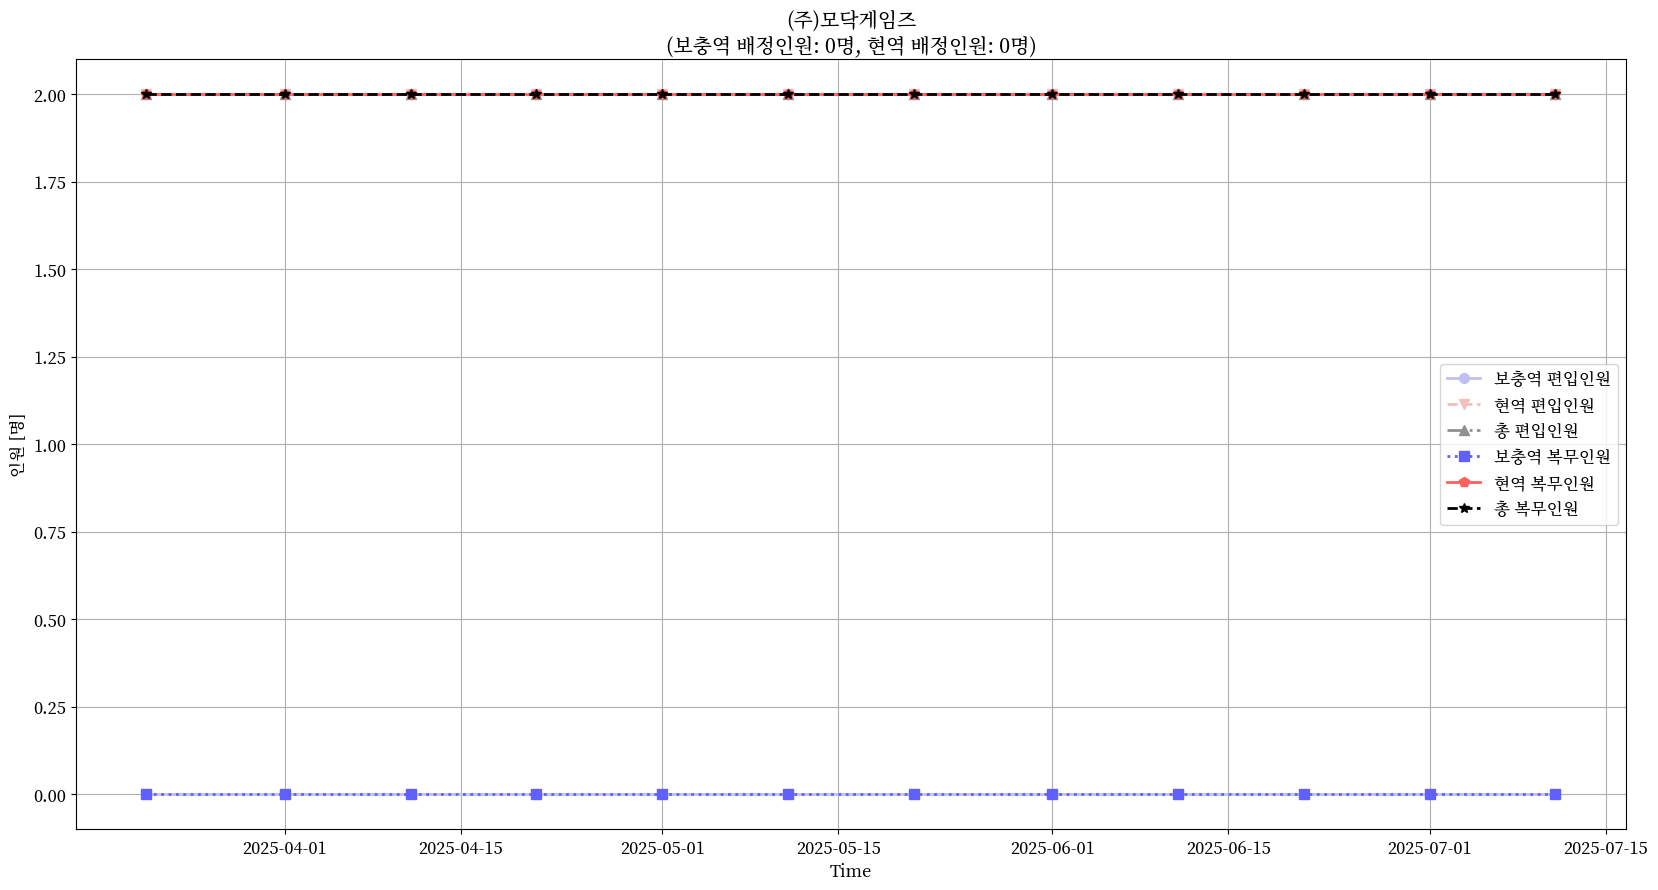 (주)모닥게임즈
(보충역 배정인원: 0명, 현역 배정인원: 0명)
2.00
1.75
1.50
1.25
1.00
0.75
0.50
0.25
0.00
인원 [명]
보충역 편입인원
현역 편입인원
총 편입인원
보충역 복무인원
현역 복무인원
총 복무인원
2025-04-01
2025-04-15
2025-05-01
2025-05-15
2025-06-01
2025-06-15
2025-07-01
2025-07-15
Time